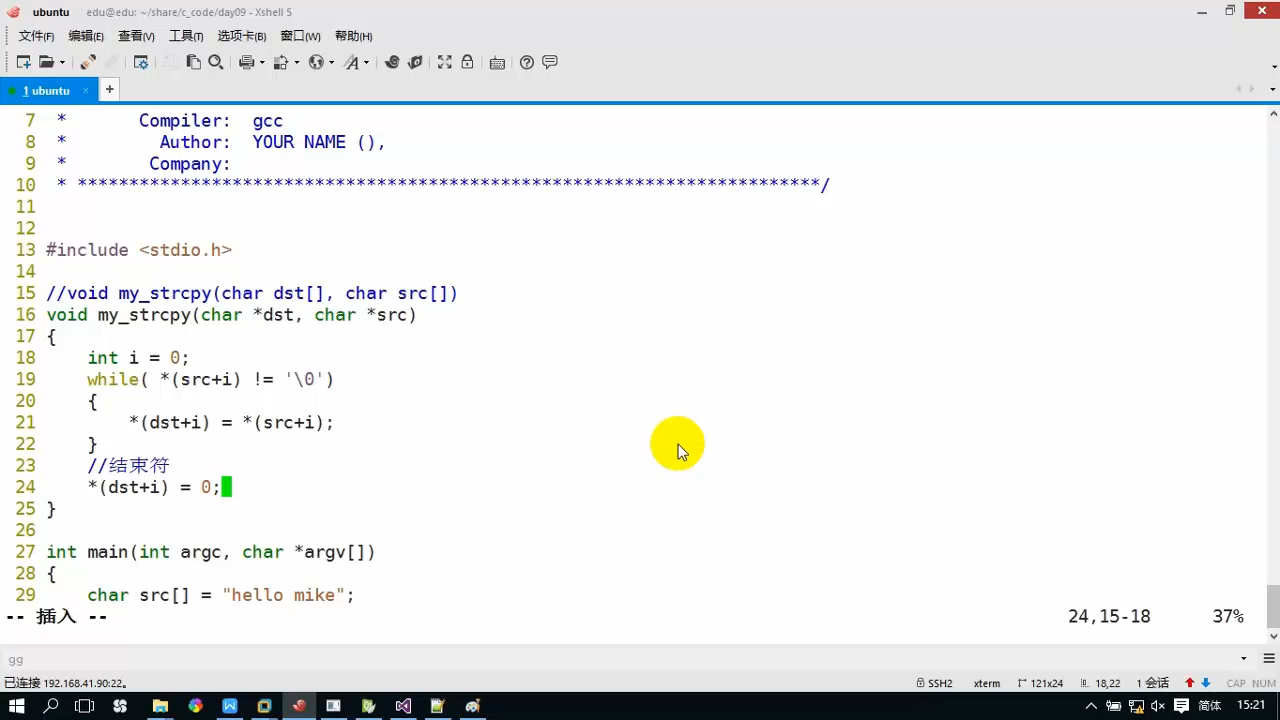 ubuntu edu@edu: ~/share/c_code/day09 - Xshell 5
文件(F) 编辑(E) 查看(V) 工具(T) 选项卡(B) 窗口(W) 帮助(H)
1 ubuntu × +
7 * Compiler: gcc
8 * Author: YOUR NAME (),
9 * Company:
10 * ************************************************************************/
11
12
13 #include <stdio.h>
14
15 //void my_strcpy(char dst[], char src[])
16 void my_strcpy(char *dst, char *src)
17 {
18 int i = 0;
19 while( *(src+i) != '\0')
20 {
21 *(dst+i) = *(src+i);
22 }
23 //结束符
24 *(dst+i) = 0;
25 }
26
27 int main(int argc, char *argv[])
28 {
29 char src[] = "hello mike";
-- 插入 -- 24,15-18 37%
gg
已连接 192.168.41.90:22。 SSH2 xterm 121x24 18,22 1 会话 CAP NUM
简体 15:21